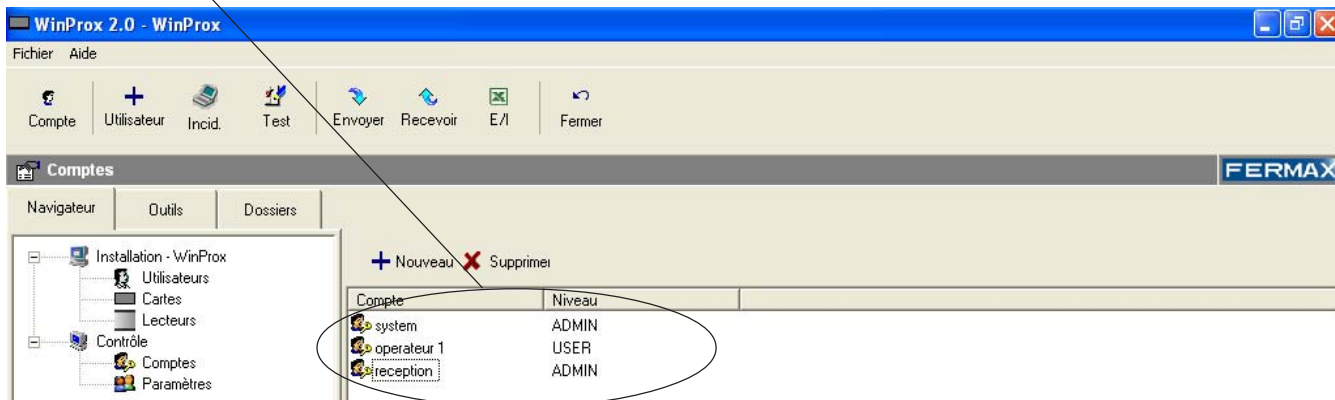 WinProx 2.0 - WinProx
Fichier Aide
Compte Utilisateur Incid. Test Envoyer Recevoir E/I Fermer
Comptes FERMAX
Navigateur Outils Dossiers
Installation - WinProx
Utilisateurs
Cartes
Lecteurs
Contrôle
Comptes
Paramètres
Nouveau Supprimer
Compte Niveau
system ADMIN
operateur 1 USER
reception ADMIN